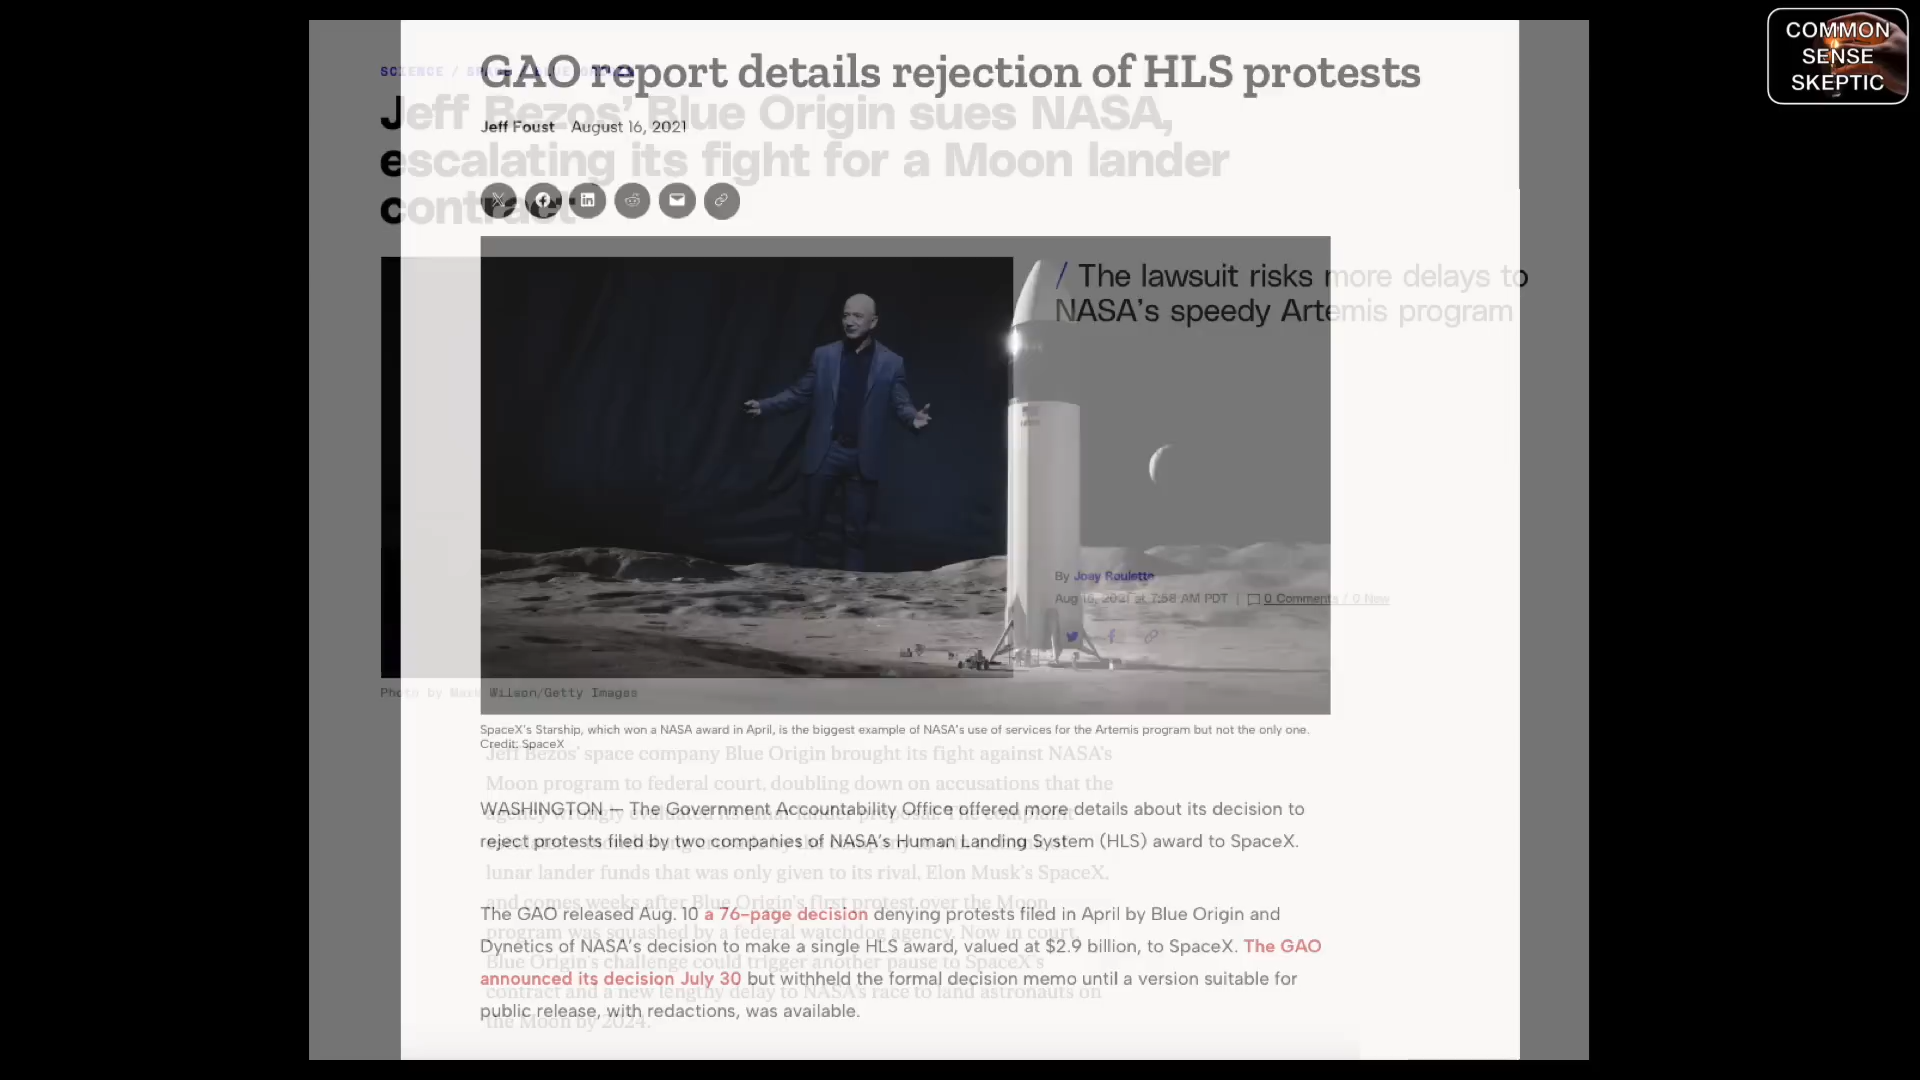 COMMON
SENSE
SKEPTIC
GAO report details rejection of HLS protests
Jeff Foust August 16, 2021
SpaceX's Starship, which won a NASA award in April, is the biggest example of NASA's use of services for the Artemis program but not the only one.
Credit: SpaceX
WASHINGTON — The Government Accountability Office offered more details about its decision to
reject protests filed by two companies of NASA's Human Landing System (HLS) award to SpaceX.
The GAO released Aug. 10 a 76-page decision denying protests filed in April by Blue Origin and
Dynetics of NASA's decision to make a single HLS award, valued at $2.9 billion, to SpaceX. The GAO
announced its decision July 30 but withheld the formal decision memo until a version suitable for
public release, with redactions, was available.
SCIENCE /
Jeff Bezos' Blue Origin sues NASA,
escalating its fight for a Moon lander
contract
/ The lawsuit risks more delays to
NASA's speedy Artemis program
By Joey Roulette
Aug 16, 2021 at 7:58 AM PDT | 0 Comments / 0 New
Photo by Mark Wilson/Getty Images
Jeff Bezos' space company Blue Origin brought its fight against NASA's
Moon program to federal court, doubling down on accusations that the
agency wrongly evaluated its lunar lander proposal. The complaint
lunar lander funds that was only given to its rival, Elon Musk's SpaceX,
and comes weeks after Blue Origin's first protest over the Moon
program was squashed by a federal watchdog agency. Now in court,
Blue Origin's challenge could trigger another pause to SpaceX's
contract and a new lengthy delay to NASA's race to land astronauts on
the Moon by 2024.